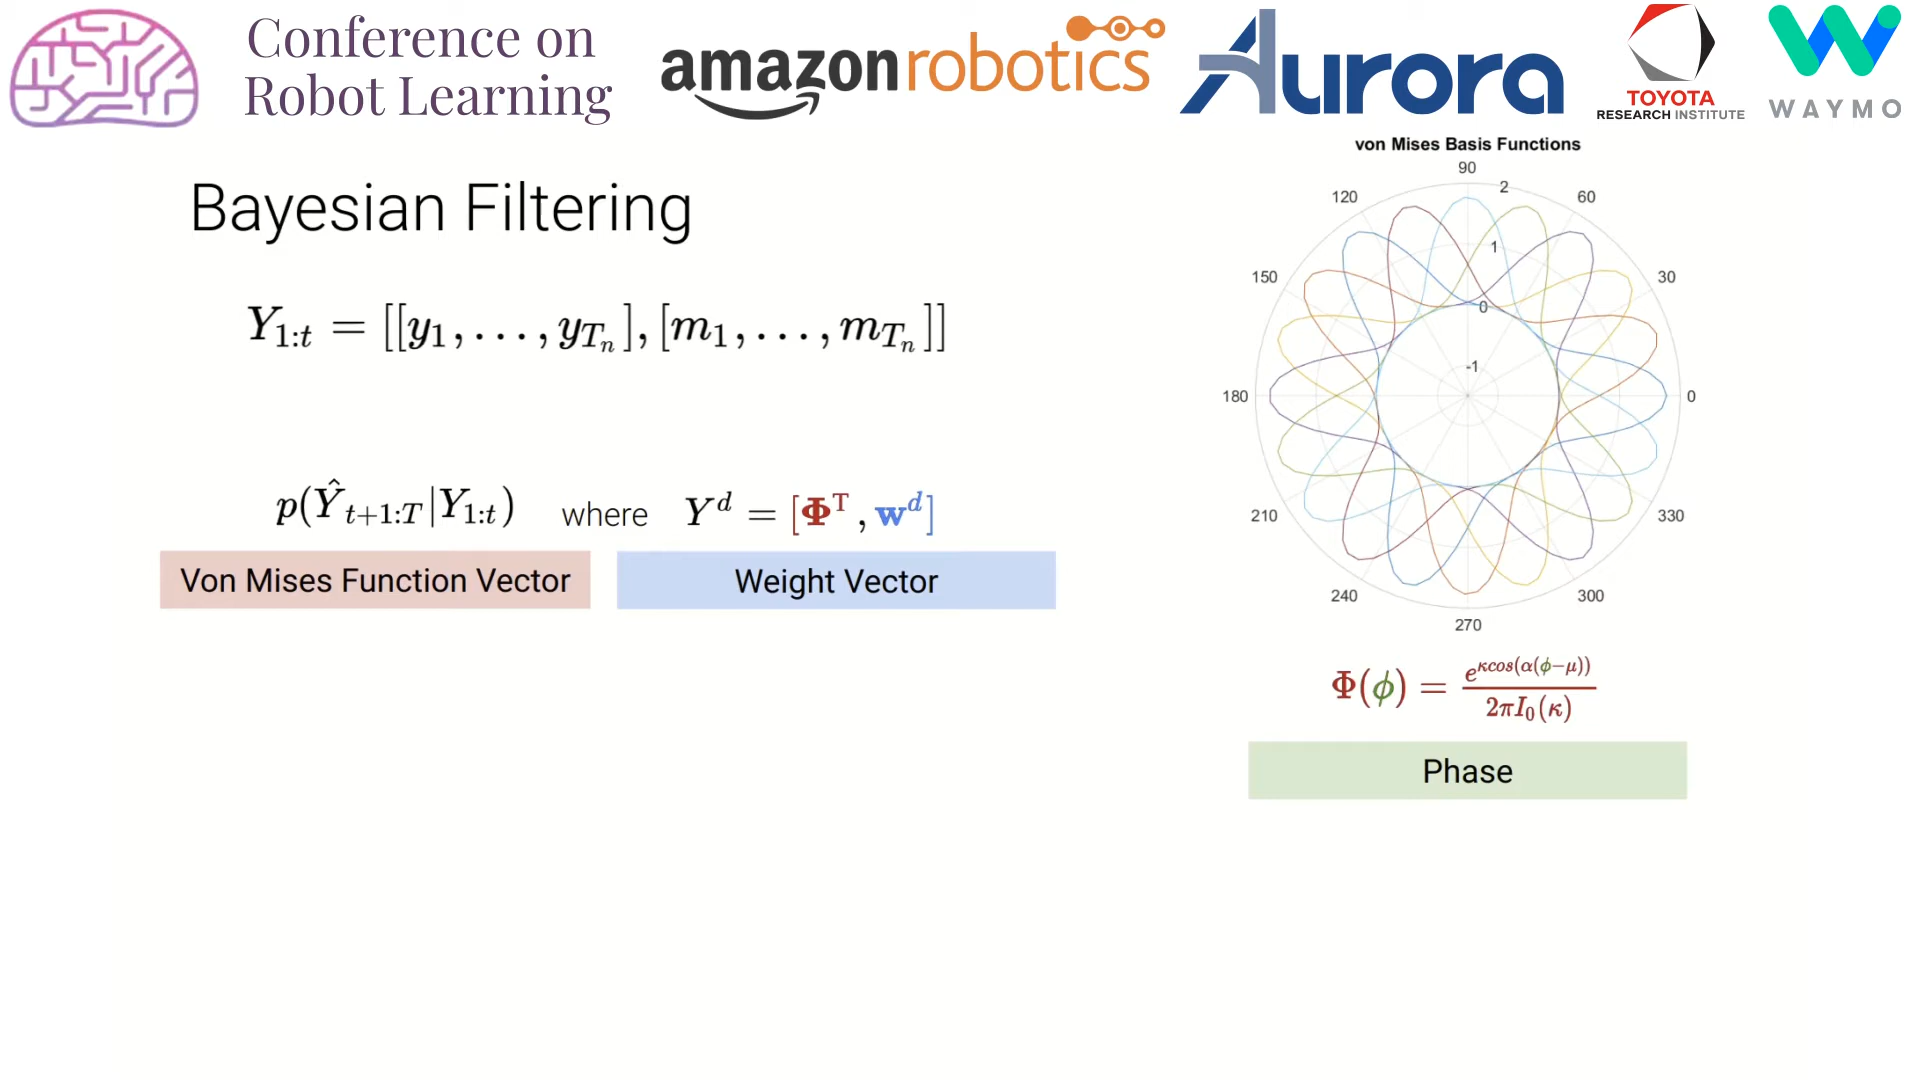 Conference on
Robot Learning
amazon robotics
Aurora
TOYOTA
RESEARCH INSTITUTE
WAYMO
Bayesian Filtering
Y_{1:t} = [[y_1, . . . , y_{T_n}], [m_1, . . . , m_{T_n}]]
p(Ŷ_{t+1:T}|Y_{1:t}) where Y^d = [Φ^T, w^d]
Von Mises Function Vector
Weight Vector
von Mises Basis Functions
90
120
2
60
1
150
30
0
-1
180
0
210
330
240
300
270
Φ(ϕ) = \frac{e^{κcos(α(ϕ−μ))}}{2πI_0(κ)}
Phase